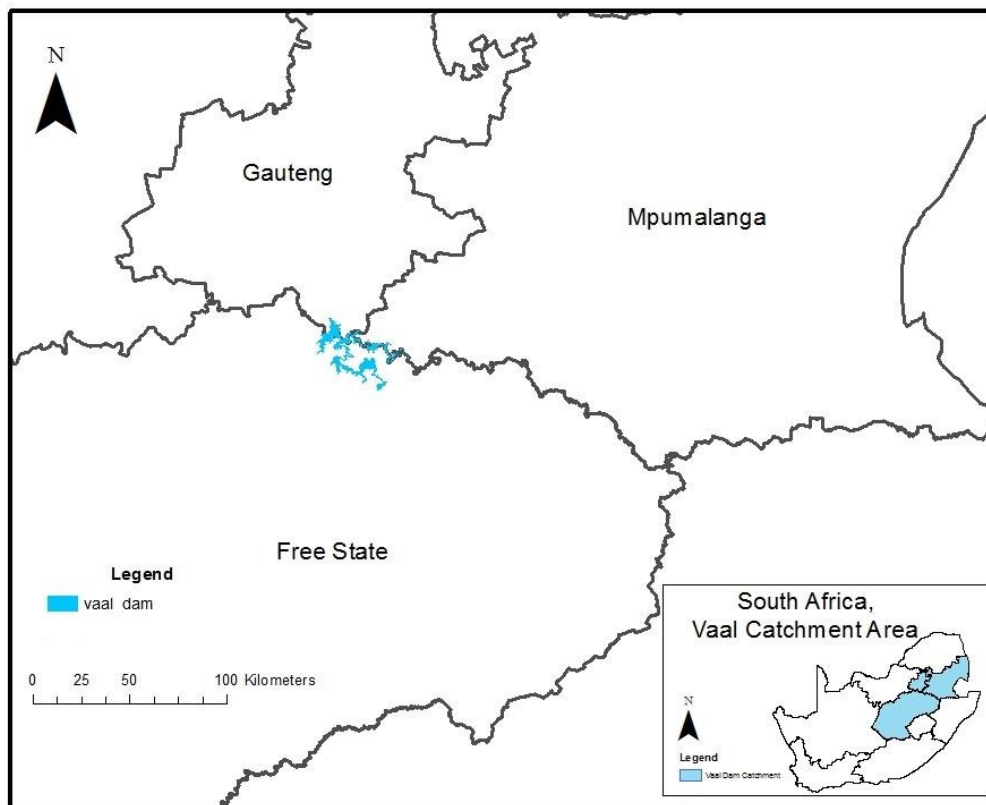 N
Gauteng
Mpumalanga
Free State
Legend
vaal dam
0 25 50 100 Kilometers
South Africa,
Vaal Catchment Area
N
Legend
Vaal Dam Catchment